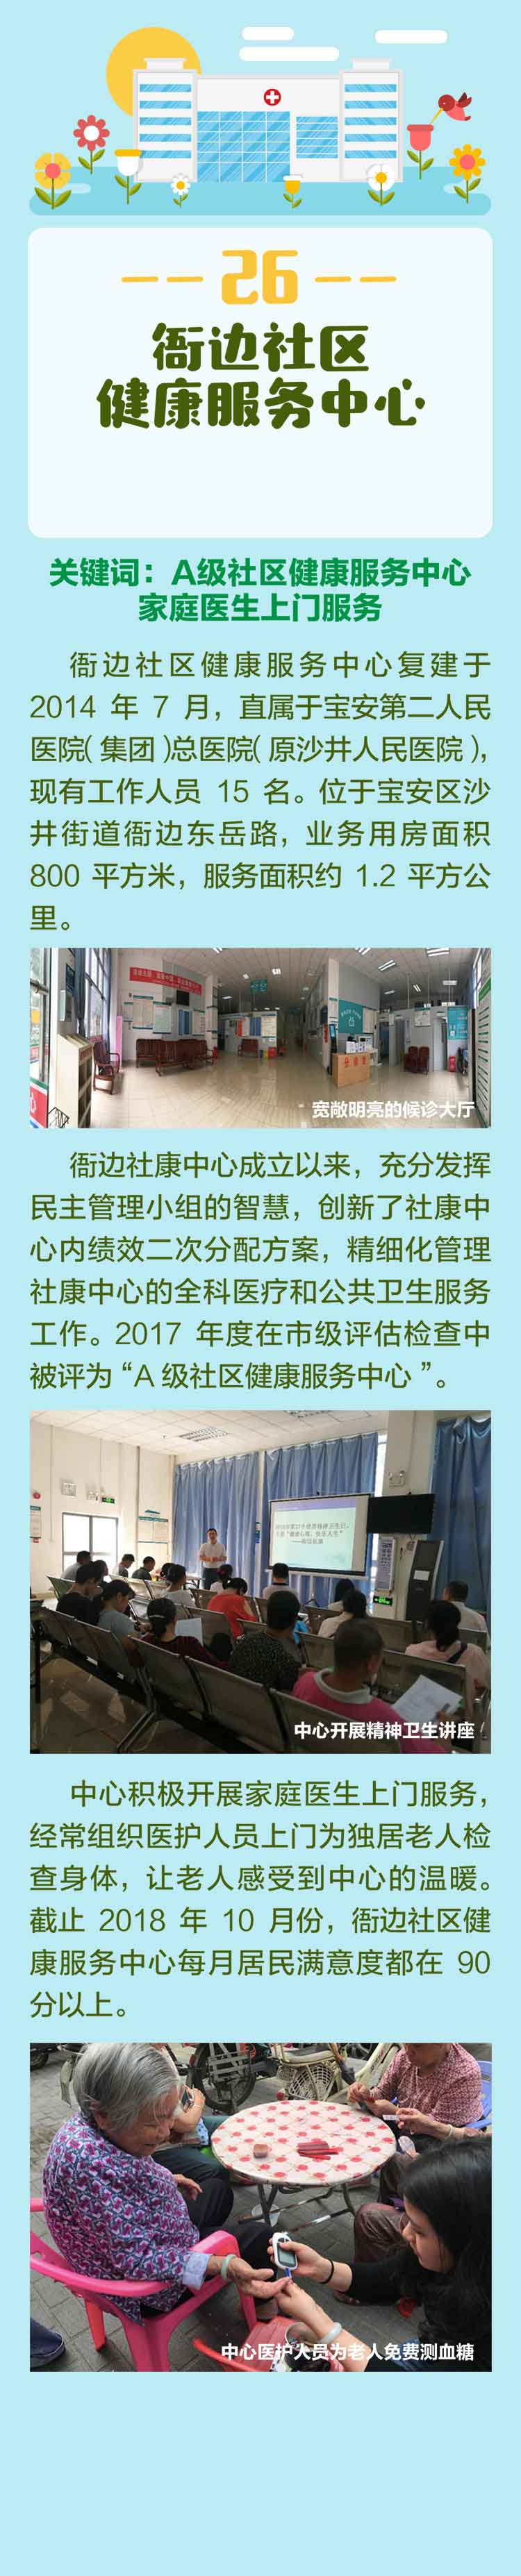 26
衙边社区
健康服务中心
关键词：A级社区健康服务中心
家庭医生上门服务
衙边社区健康服务中心复建于
2014 年 7 月，直属于宝安第二人民
医院(集团)总医院(原沙井人民医院)，
现有工作人员 15 名。位于宝安区沙
井街道衙边东岳路，业务用房面积
800 平方米，服务面积约 1.2 平方公
里。
宽敞明亮的候诊大厅
衙边社康中心成立以来，充分发挥
民主管理小组的智慧，创新了社康中
心内绩效二次分配方案，精细化管理
社康中心的全科医疗和公共卫生服务
工作。2017 年度在市级评估检查中
被评为“A 级社区健康服务中心”。
中心开展精神卫生讲座
中心积极开展家庭医生上门服务，
经常组织医护人员上门为独居老人检
查身体，让老人感受到中心的温暖。
截止 2018 年 10 月份，衙边社区健
康服务中心每月居民满意度都在 90
分以上。
中心医护人员为老人免费测血糖